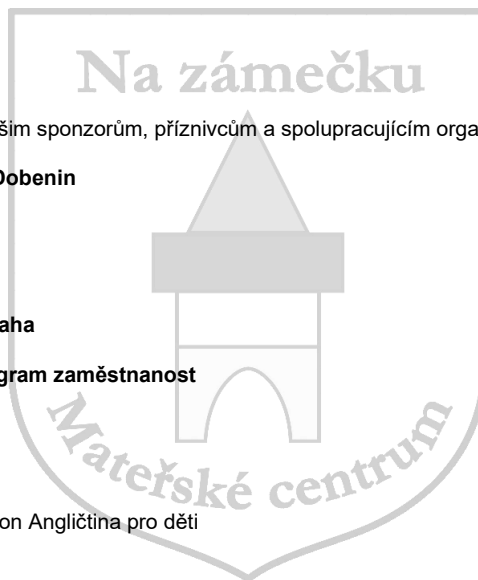 Na zámečku
šim sponzorům, příznivcům a spolupracujícím orga
Dobenin
aha
gram zaměstnanost
Mateřské centrum
on Angličtina pro děti